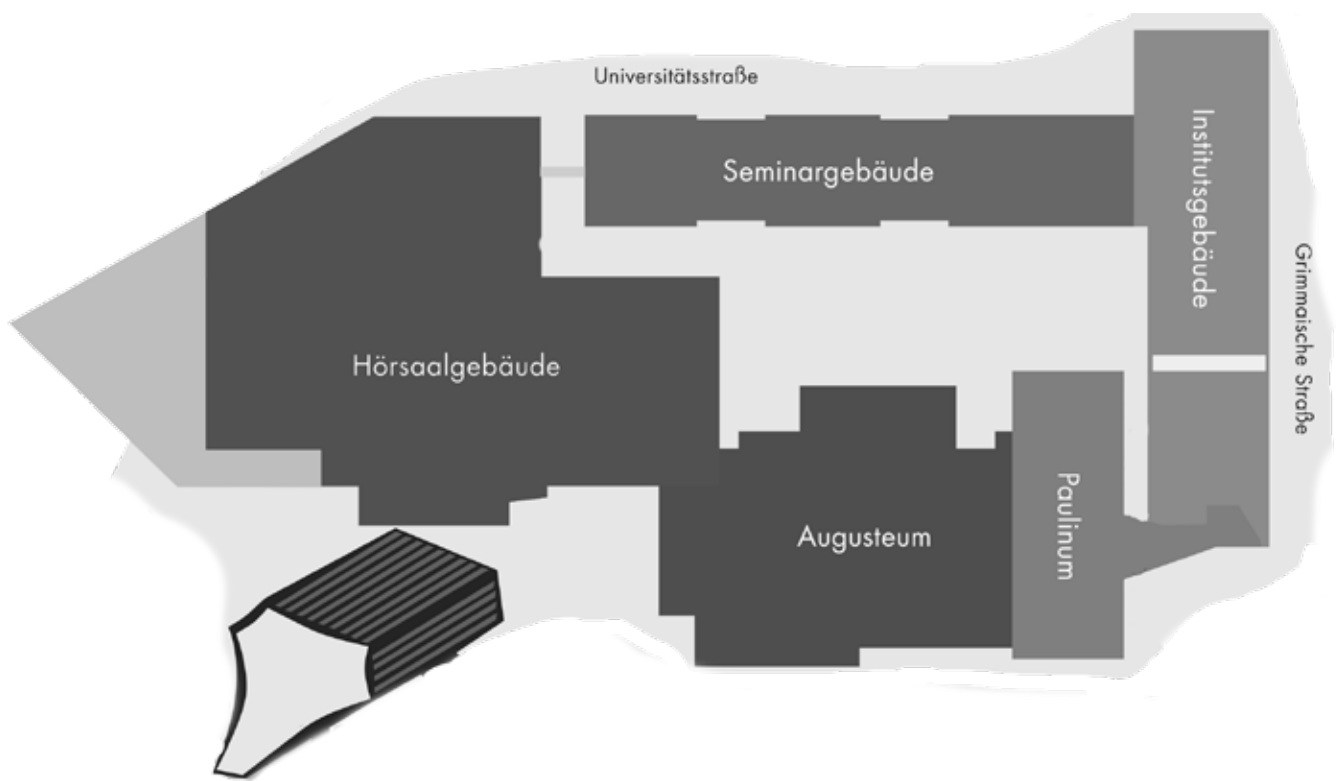 Universitätsstraße
Seminargebäude
Institutsgebäude
Grimmaische Straße
Hörsaalgebäude
Augusteum
Paulinum